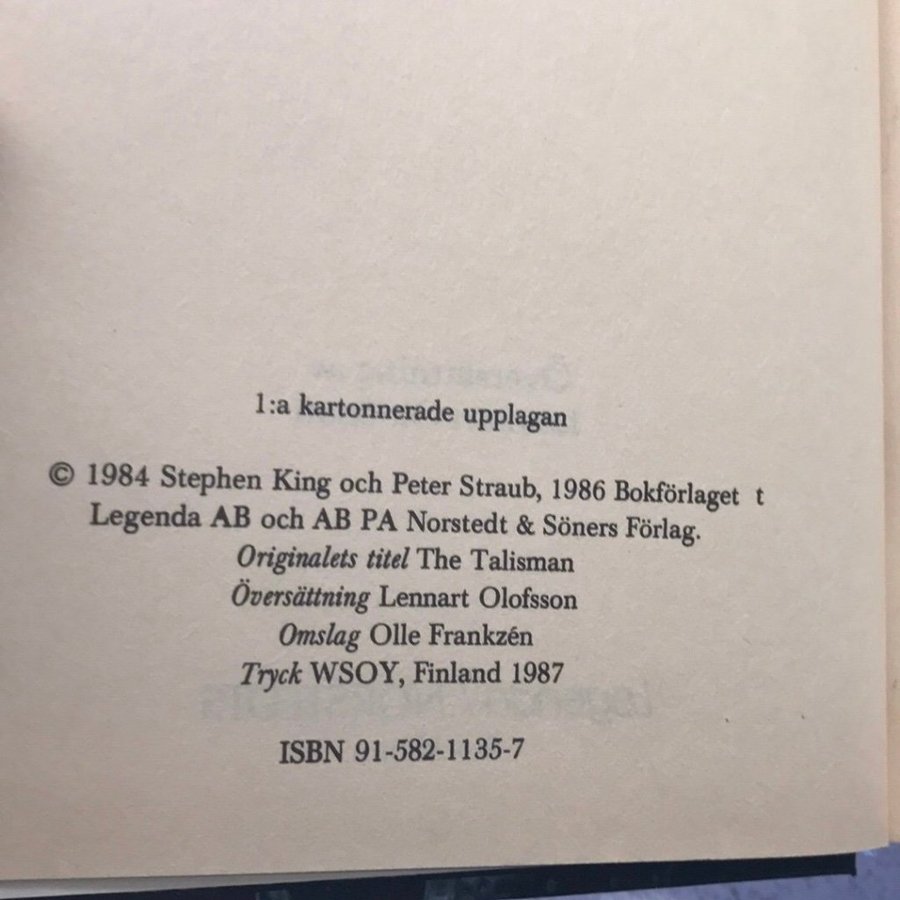 1:a kartonnerade upplagan
© 1984 Stephen King och Peter Straub, 1986 Bokförlaget t
Legenda AB och AB PA Norstedt & Söners Förlag.
Originalets titel The Talisman
Översättning Lennart Olofsson
Omslag Olle Frankzén
Tryck WSOY, Finland 1987
ISBN 91-582-1135-7